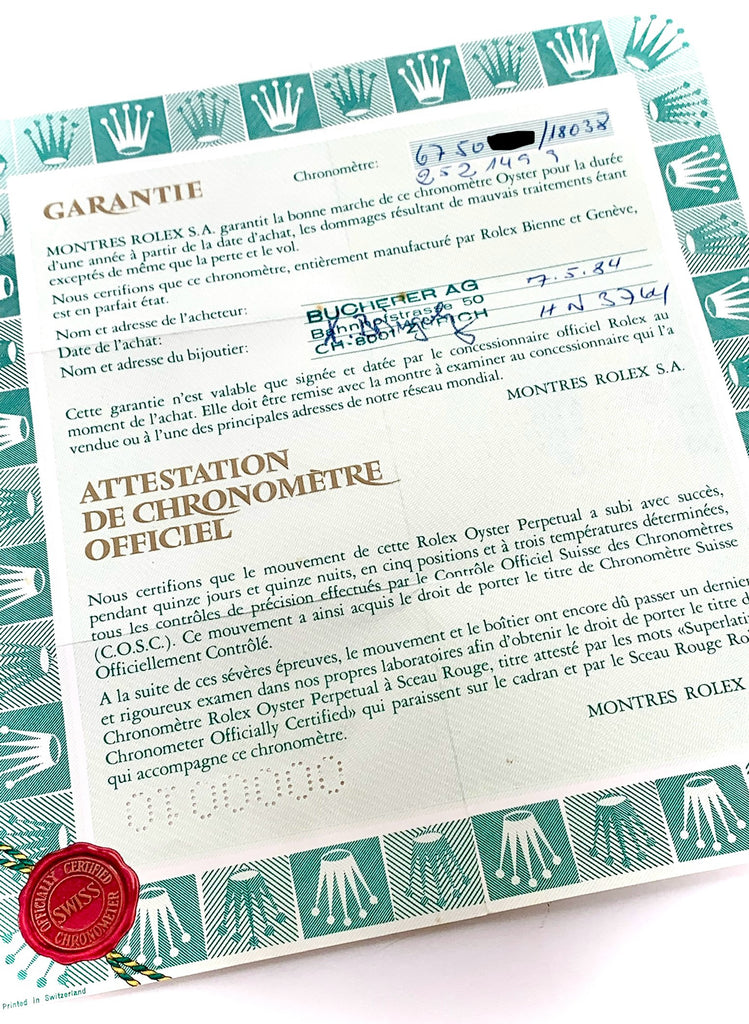 Chronomètre: 6750 /18038
252 1499
GARANTIE
MONTRES ROLEX S.A. garantit la bonne marche de ce chronomètre Oyster pour la durée
d'une année à partir de la date d'achat, les dommages résultant de mauvais traitements étant
exceptés de même que la perte et le vol.
Nous certifions que ce chronomètre, entièrement manufacturé par Rolex Bienne et Genève,
est en parfait état.
Nom et adresse de l'acheteur:
Date de l'achat: 7.5.84
Nom et adresse du bijoutier:
BUCHERER AG
Bahnhofstrasse 50
CH-8001 ZÜRICH
Cette garantie n'est valable que signée et datée par le concessionnaire officiel Rolex au
moment de l'achat. Elle doit être remise avec la montre à examiner au concessionnaire qui l'a
vendue ou à l'une des principales adresses de notre réseau mondial.
MONTRES ROLEX S.A.
ATTESTATION
DE CHRONOMÈTRE
OFFICIEL
Nous certifions que le mouvement de cette Rolex Oyster Perpetual a subi avec succès,
pendant quinze jours et quinze nuits, en cinq positions et à trois températures déterminées,
tous les contrôles de précision effectués par le Contrôle Officiel Suisse des Chronomètres
(C.O.S.C.). Ce mouvement a ainsi acquis le droit de porter le titre de Chronomètre Suisse
Officiellement Contrôlé.
A la suite de ces sévères épreuves, le mouvement et le boîtier ont encore dû passer un dernier
et rigoureux examen dans nos propres laboratoires afin d'obtenir le droit de porter le titre d
Chronomètre Rolex Oyster Perpetual à Sceau Rouge, titre attesté par les mots «Superlati
Chronometer Officially Certified» qui paraissent sur le cadran et par le Sceau Rouge Ro
qui accompagne ce chronomètre.
MONTRES ROLEX
0100000
OFFICIALLY CERTIFIED
SWISS
CHRONOMETER
Printed in Switzerland